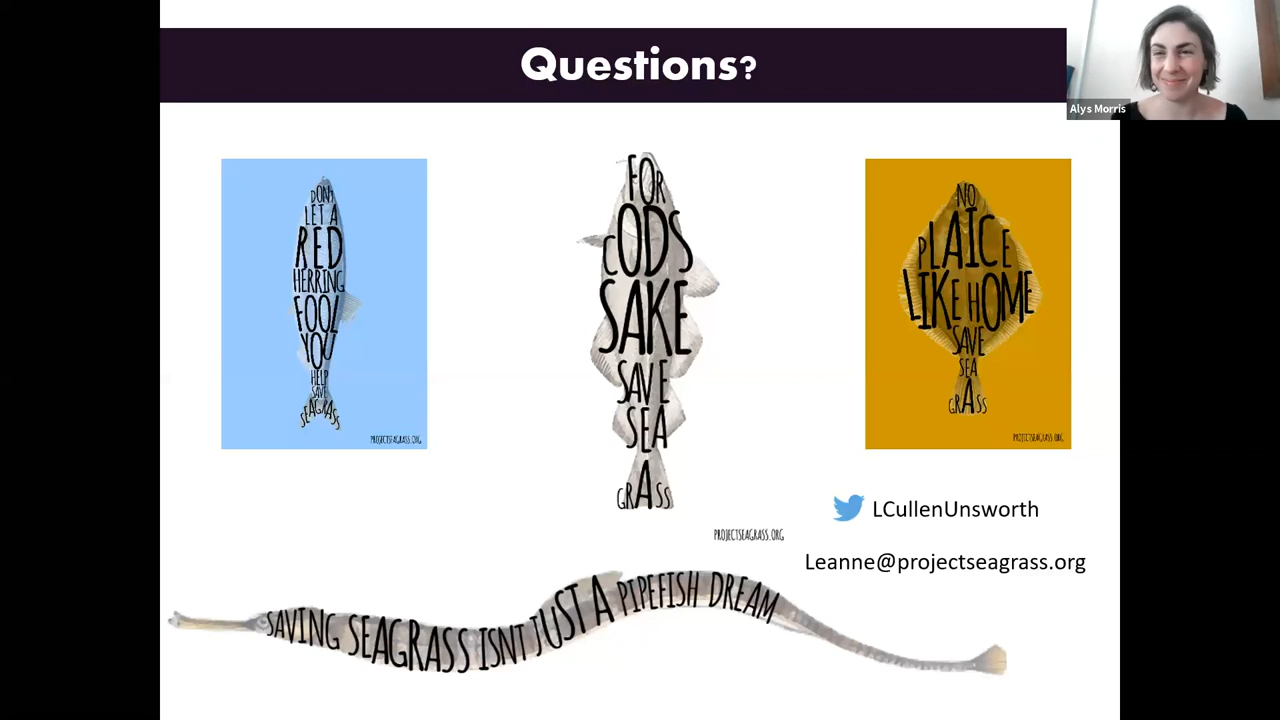 Questions?
Alys Morris
DON'T
LET A
RED
HERRING
FOOL
YOU
HELP
SAVE
SEAGRASS
PROJECTSEAGRASS.ORG
FOR
CODS
SAKE
SAVE
SEA
GRASS
PROJECTSEAGRASS.ORG
NO
PLAICE
LIKE HOME
SAVE
SEA
GRASS
PROJECTSEAGRASS.ORG
LCullenUnsworth
Leanne@projectseagrass.org
SAVING SEAGRASS ISNT JUST A PIPEFISH DREAM